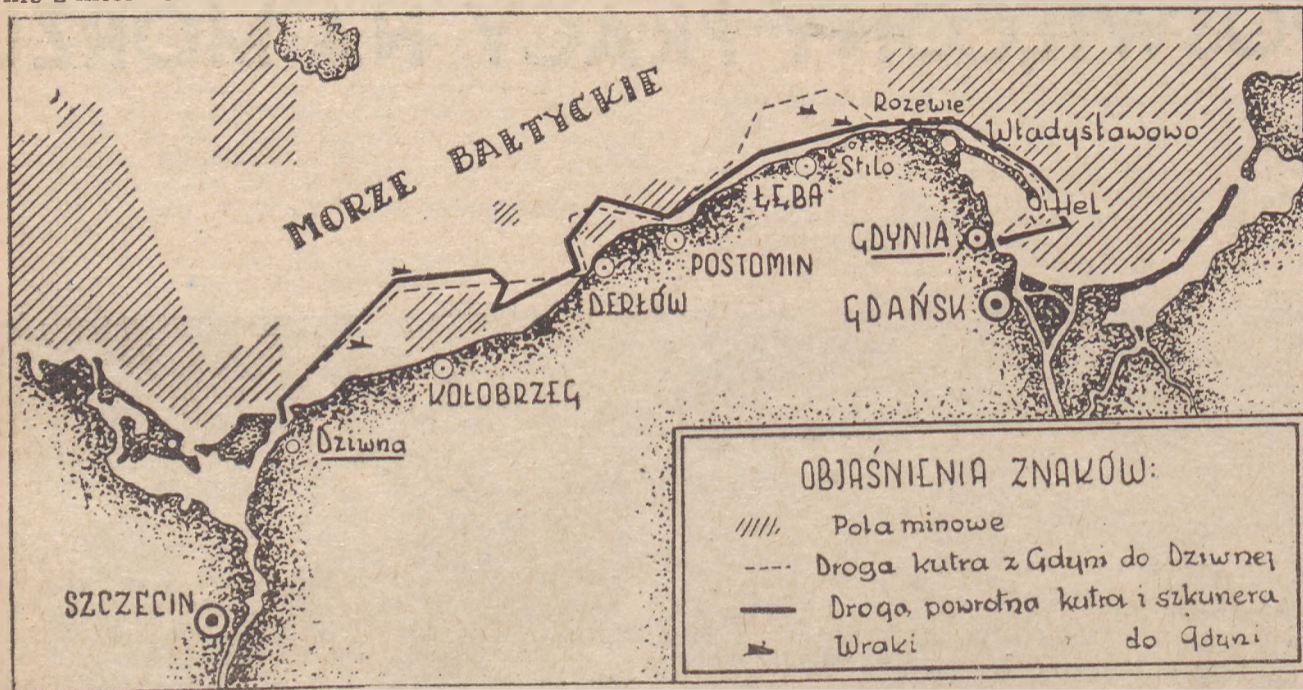 MORZE BAŁTYCKIE
Rozewie
Władysławowo
Stilo
ŁĘBA
Hel
GDYNIA
POSTOMIN
DERŁÓW
GDAŃSK
KOŁOBRZEG
Dziwna
SZCZECIN
OBJAŚNIENIA ZNAKÓW:
Pola minowe
Droga kutra z Gdyni do Dziwnej
Droga powrotna kutra i szkunera
Wraki do Gdyni